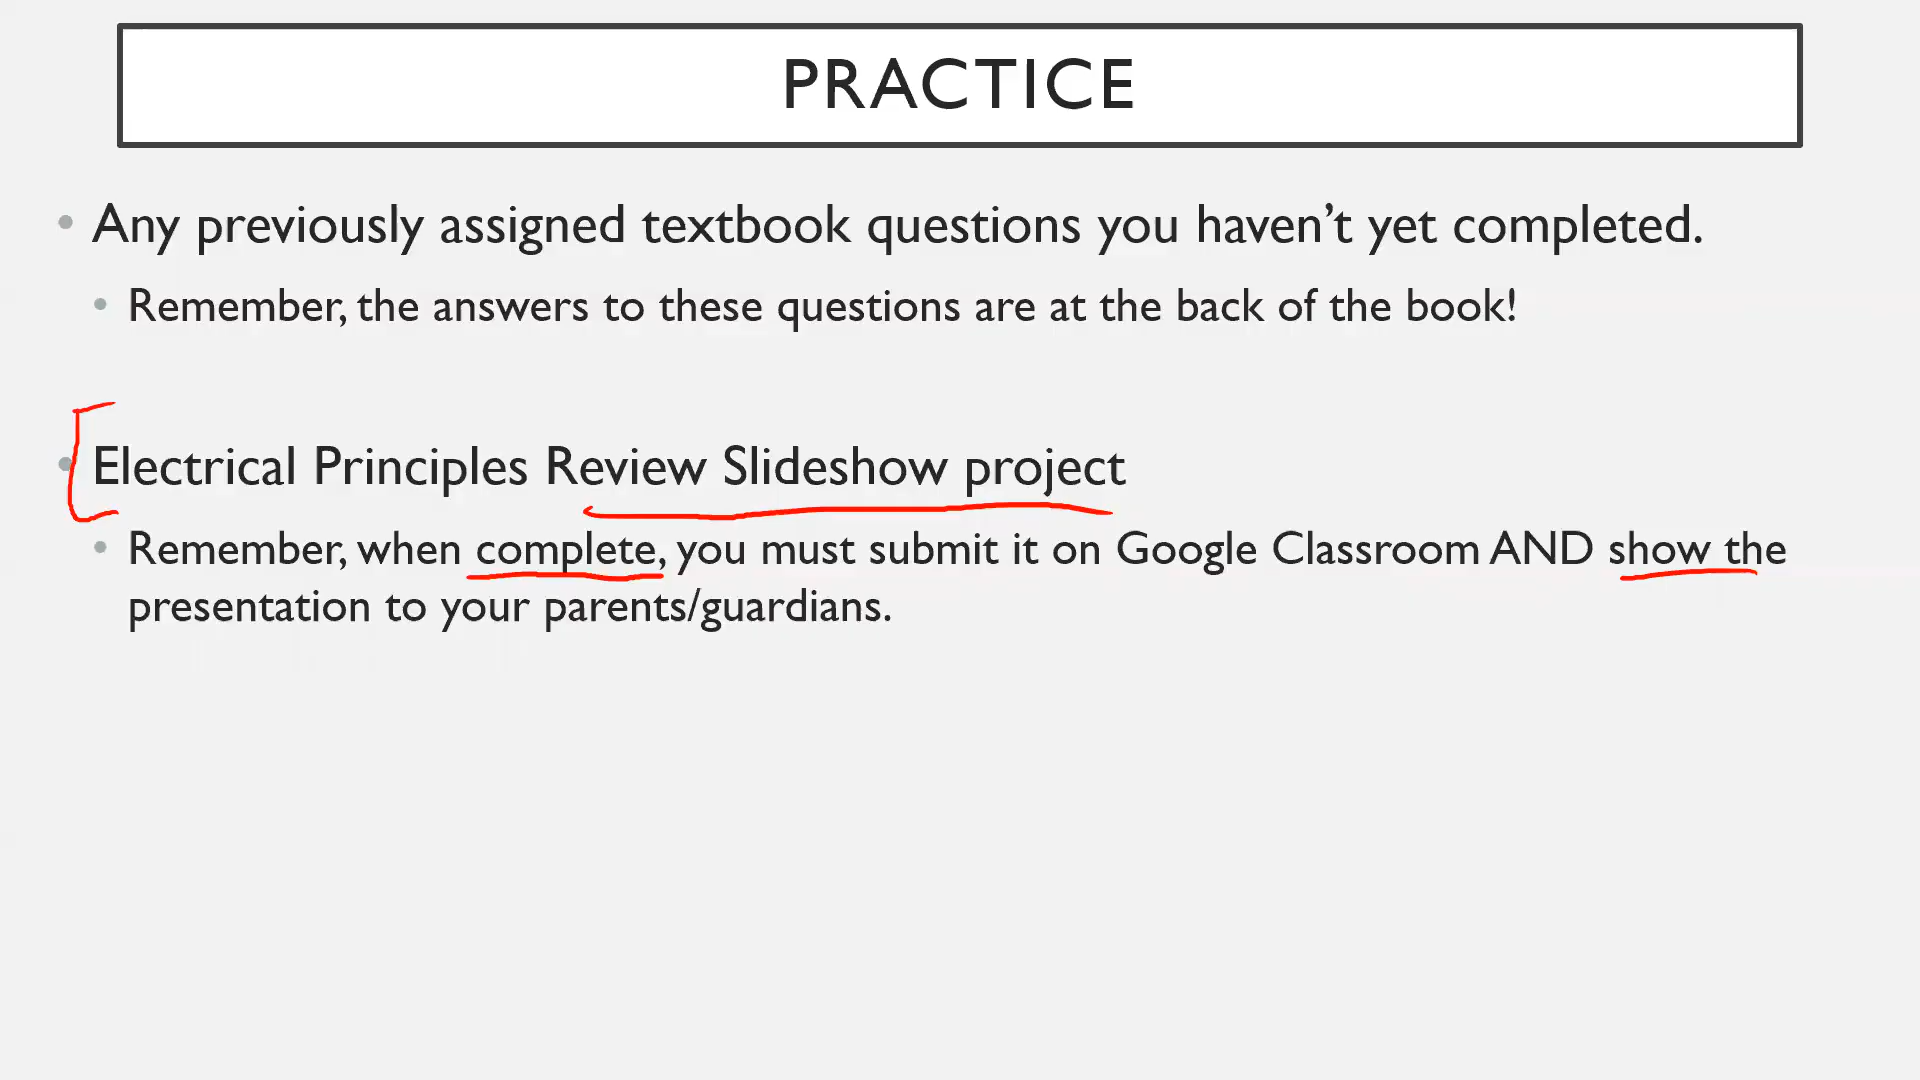 PRACTICE
• Any previously assigned textbook questions you haven’t yet completed.
• Remember, the answers to these questions are at the back of the book!
• Electrical Principles Review Slideshow project
• Remember, when complete, you must submit it on Google Classroom AND show the
presentation to your parents/guardians.